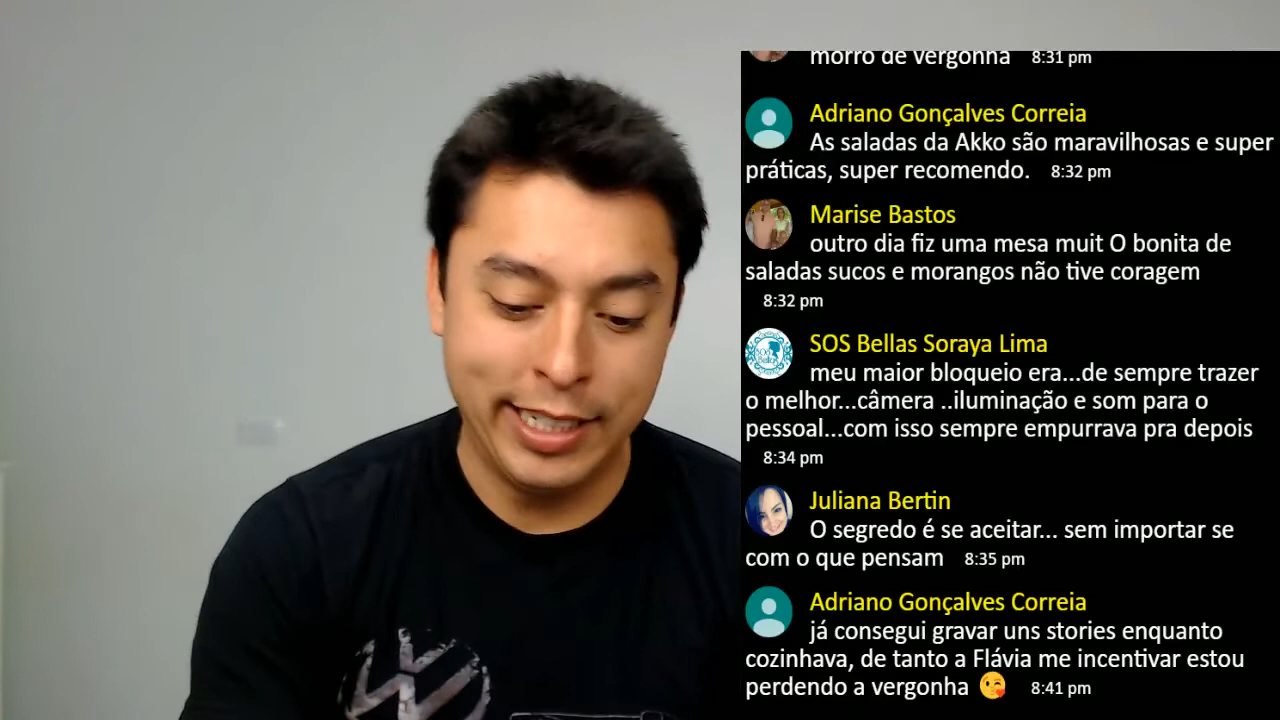 morro de vergonha 8:31 pm
Adriano Gonçalves Correia
As saladas da Akko são maravilhosas e super
práticas, super recomendo. 8:32 pm
Marise Bastos
outro dia fiz uma mesa muit O bonita de
saladas sucos e morangos não tive coragem
8:32 pm
SOS Bellas Soraya Lima
meu maior bloqueio era...de sempre trazer
o melhor...câmera ..iluminação e som para o
pessoal...com isso sempre empurrava pra depois
8:34 pm
Juliana Bertin
O segredo é se aceitar... sem importar se
com o que pensam 8:35 pm
Adriano Gonçalves Correia
já consegui gravar uns stories enquanto
cozinhava, de tanto a Flávia me incentivar estou
perdendo a vergonha 😘 8:41 pm